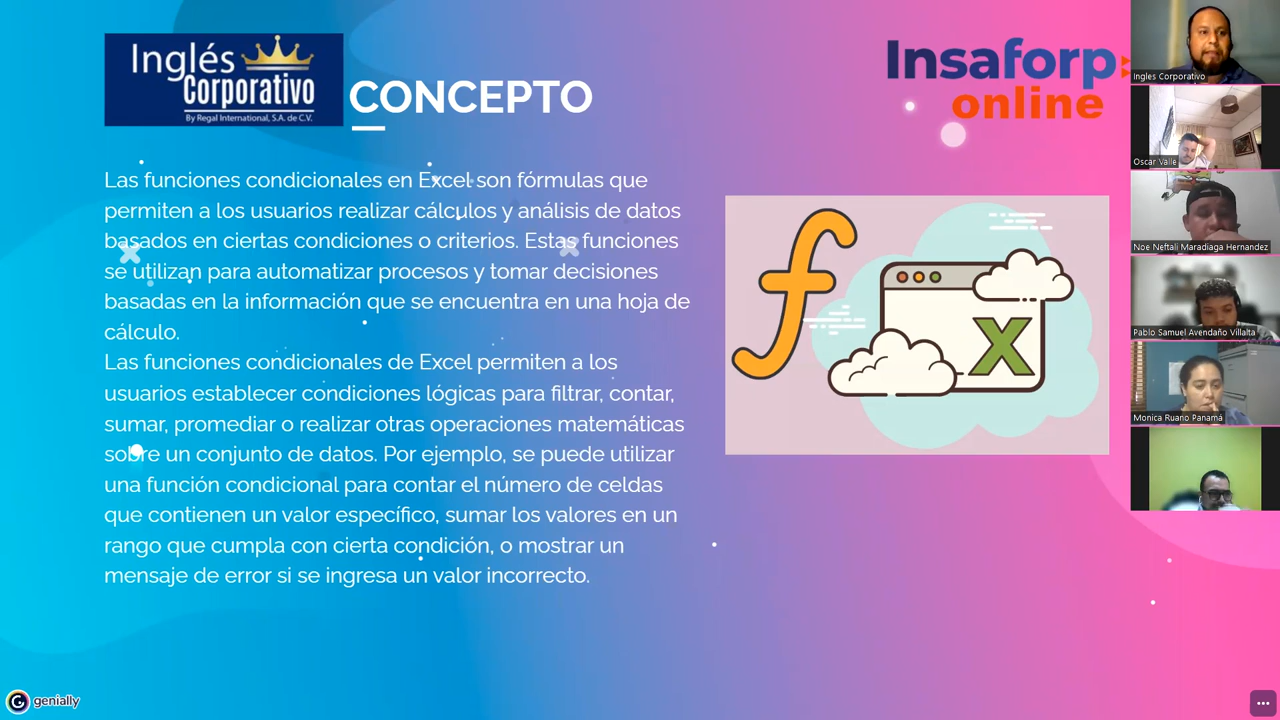 Inglés
Corporativo
By Regal International, S.A. de C.V.
CONCEPTO
Insaforp
online
Las funciones condicionales en Excel son fórmulas que
permiten a los usuarios realizar cálculos y análisis de datos
basados en ciertas condiciones o criterios. Estas funciones
se utilizan para automatizar procesos y tomar decisiones
basadas en la información que se encuentra en una hoja de
cálculo.
Las funciones condicionales de Excel permiten a los
usuarios establecer condiciones lógicas para filtrar, contar,
sumar, promediar o realizar otras operaciones matemáticas
sobre un conjunto de datos. Por ejemplo, se puede utilizar
una función condicional para contar el número de celdas
que contienen un valor específico, sumar los valores en un
rango que cumpla con cierta condición, o mostrar un
mensaje de error si se ingresa un valor incorrecto.
f
X
Ingles Corporativo
Oscar Valle
Noe Neftali Maradiaga Hernandez
Pablo Samuel Avendaño Villalta
Monica Ruano Panamá
genially